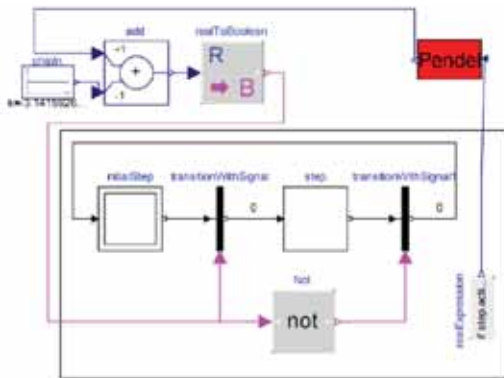 add
realToBoolean
+1
+
-1
R
B
Pendel
k=3.1415926...
initialStep
transitionWithSignal
step
transitionWithSignal1
0
0
Not
not
realExpression
if step.acti...